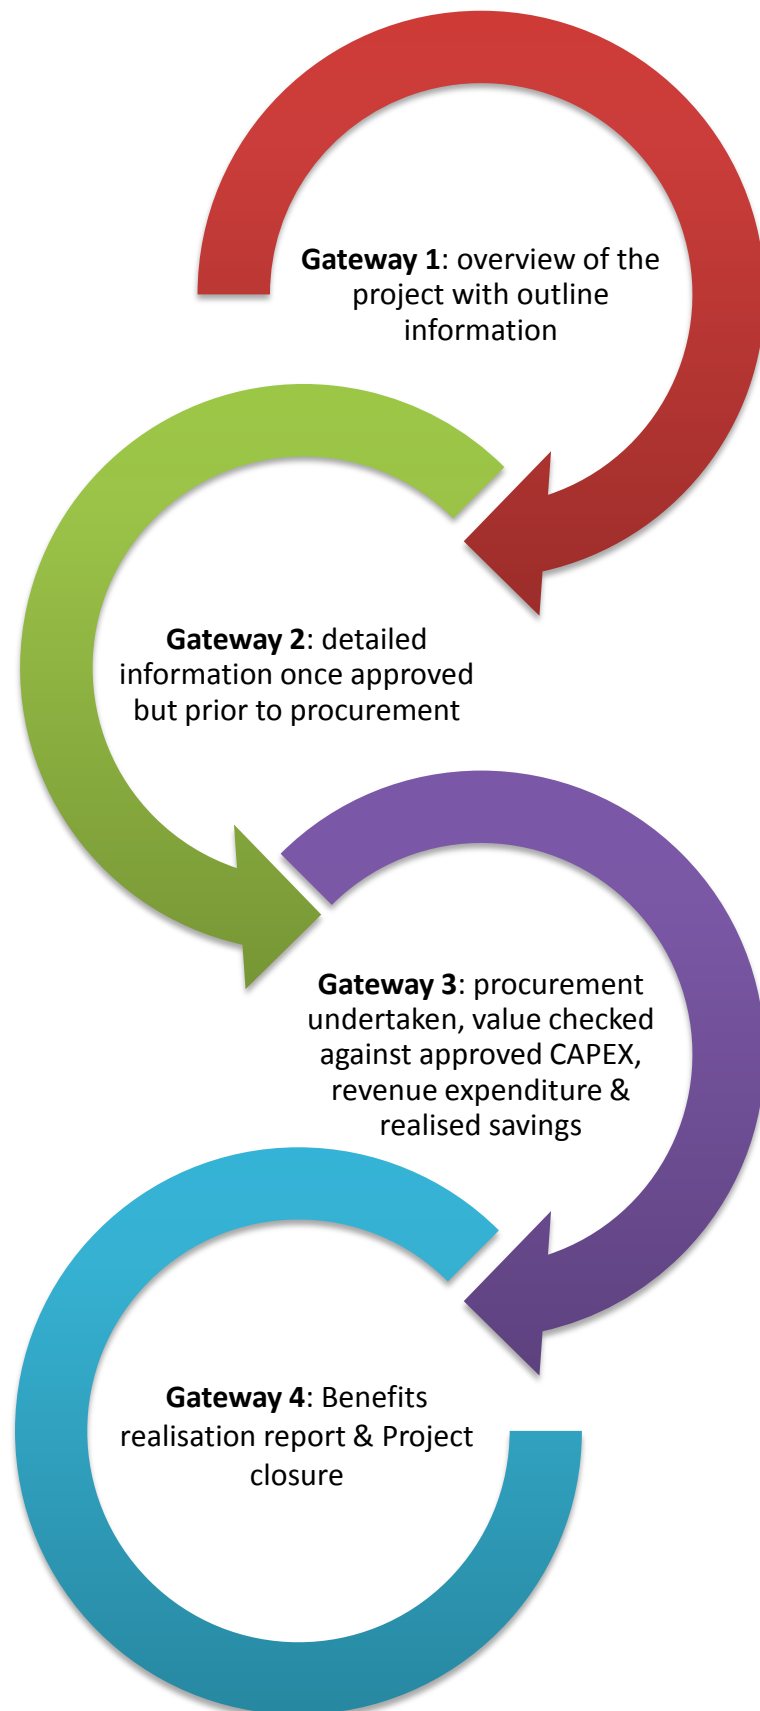 Gateway 1: overview of the
project with outline
information
Gateway 2: detailed
information once approved
but prior to procurement
Gateway 3: procurement
undertaken, value checked
against approved CAPEX,
revenue expenditure &
realised savings
Gateway 4: Benefits
realisation report & Project
closure